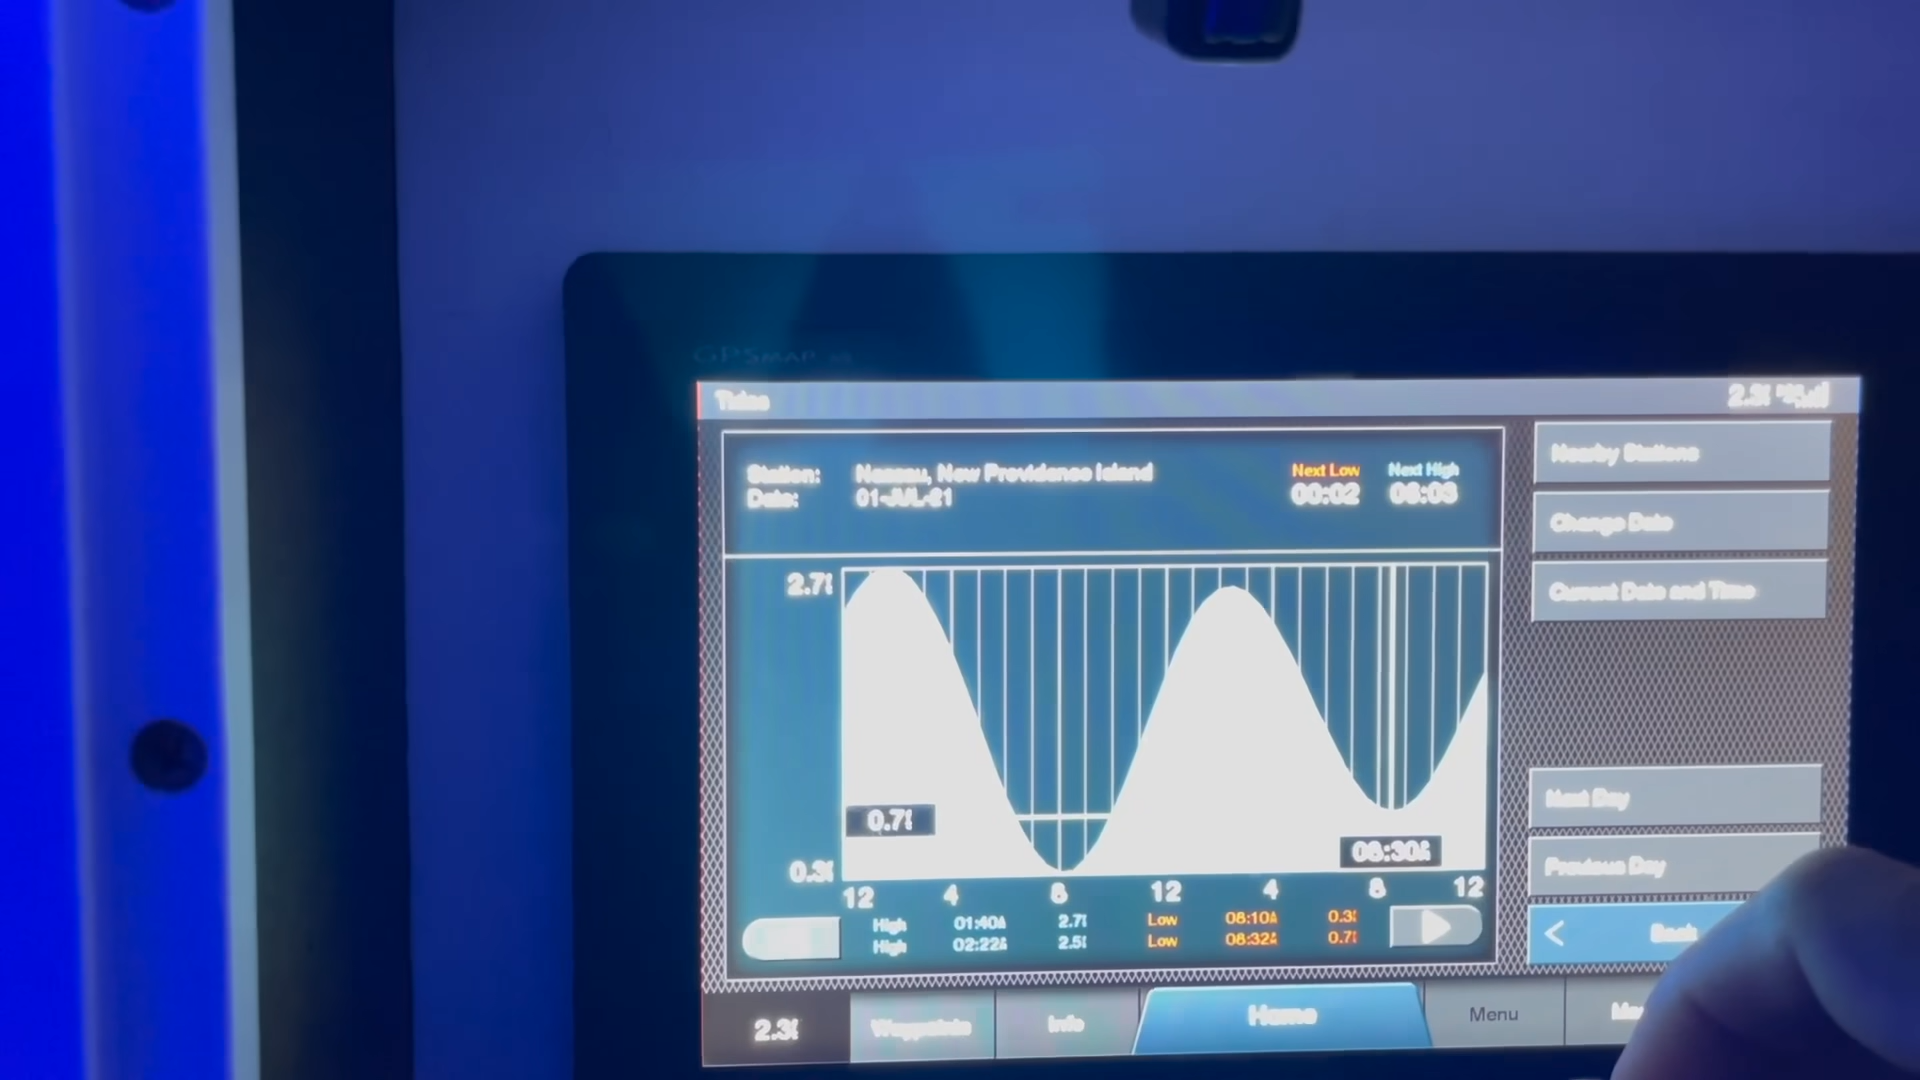 GPSMAP
Tides
2.3
Station: Nassau, New Providence Island
Date: 01-JUL-21
Next Low
00:02
Next High
06:03
Nearby Stations
Change Date
Current Date and Time
2.7
0.7
0.3
08:30
12 4 8 12 4 8 12
High 01:40 2.7 Low 08:10 0.3
High 02:22 2.5 Low 08:32 0.7
Next Day
Previous Day
< Back
2.3
Waypoints
Info
Home
Menu